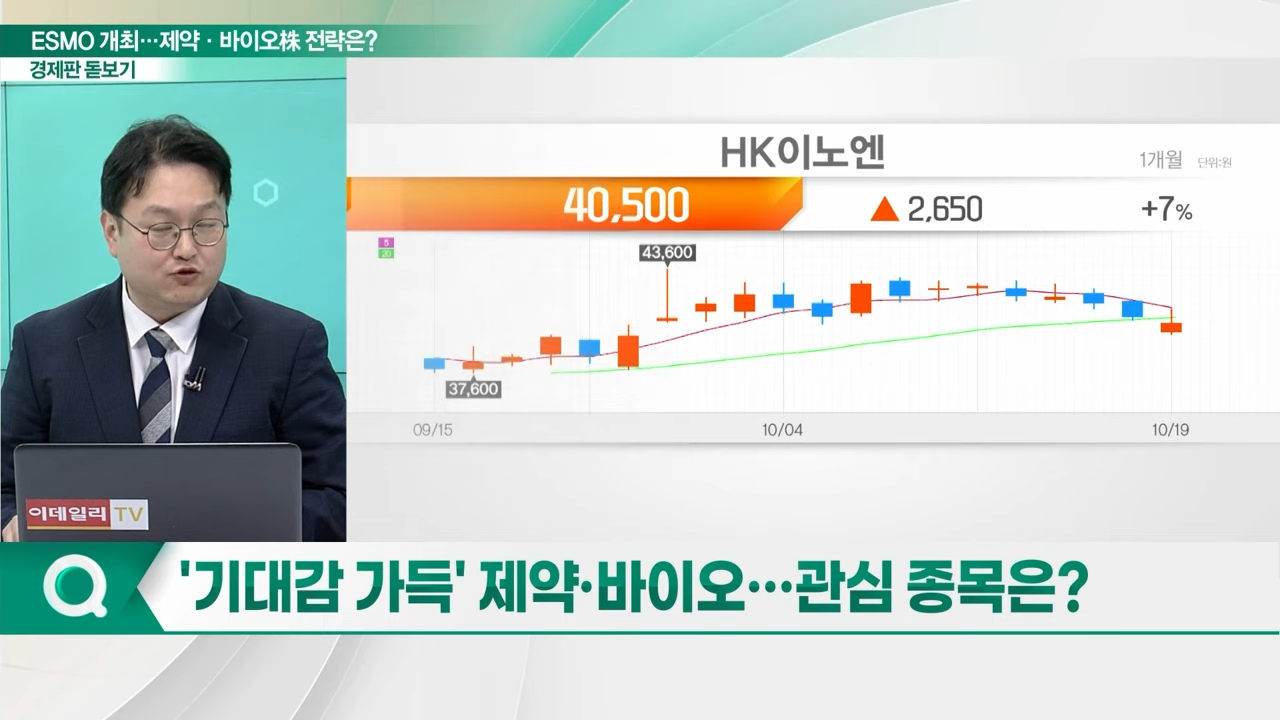 ESMO 개최…제약·바이오株 전략은?
경제판 돋보기
HK이노엔
1개월 단위:원
40,500 ▲ 2,650 +7%
5
20
43,600
37,600
09/15 10/04 10/19
이데일리 TV
'기대감 가득' 제약·바이오…관심 종목은?